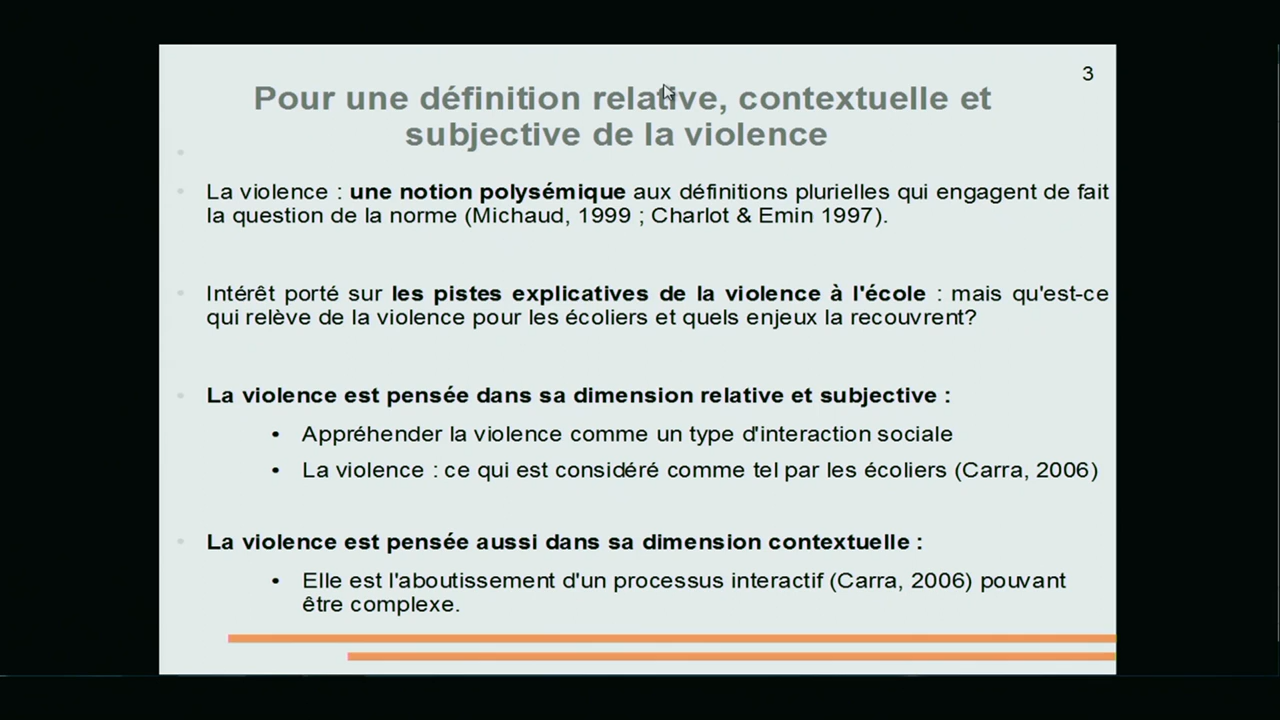 3
Pour une définition relative, contextuelle et
subjective de la violence
La violence : une notion polysémique aux définitions plurielles qui engagent de fait
la question de la norme (Michaud, 1999 ; Charlot & Emin 1997).
Intérêt porté sur les pistes explicatives de la violence à l'école : mais qu'est-ce
qui relève de la violence pour les écoliers et quels enjeux la recouvrent?
La violence est pensée dans sa dimension relative et subjective :
• Appréhender la violence comme un type d'interaction sociale
• La violence : ce qui est considéré comme tel par les écoliers (Carra, 2006)
La violence est pensée aussi dans sa dimension contextuelle :
• Elle est l'aboutissement d'un processus interactif (Carra, 2006) pouvant
être complexe.